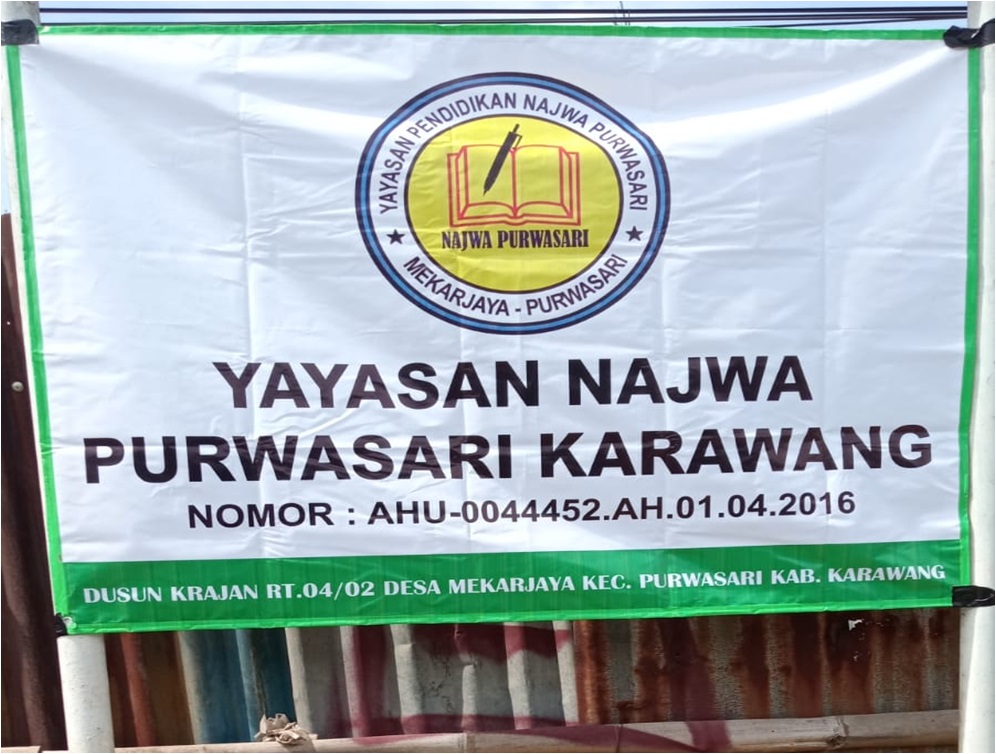 YAYASAN PENDIDIKAN NAJWA PURWASARI
NAJWA PURWASARI
MEKARJAYA - PURWASARI
YAYASAN NAJWA
PURWASARI KARAWANG
NOMOR : AHU-0044452.AH.01.04.2016
DUSUN KRAJAN RT.04/02 DESA MEKARJAYA KEC. PURWASARI KAB. KARAWANG